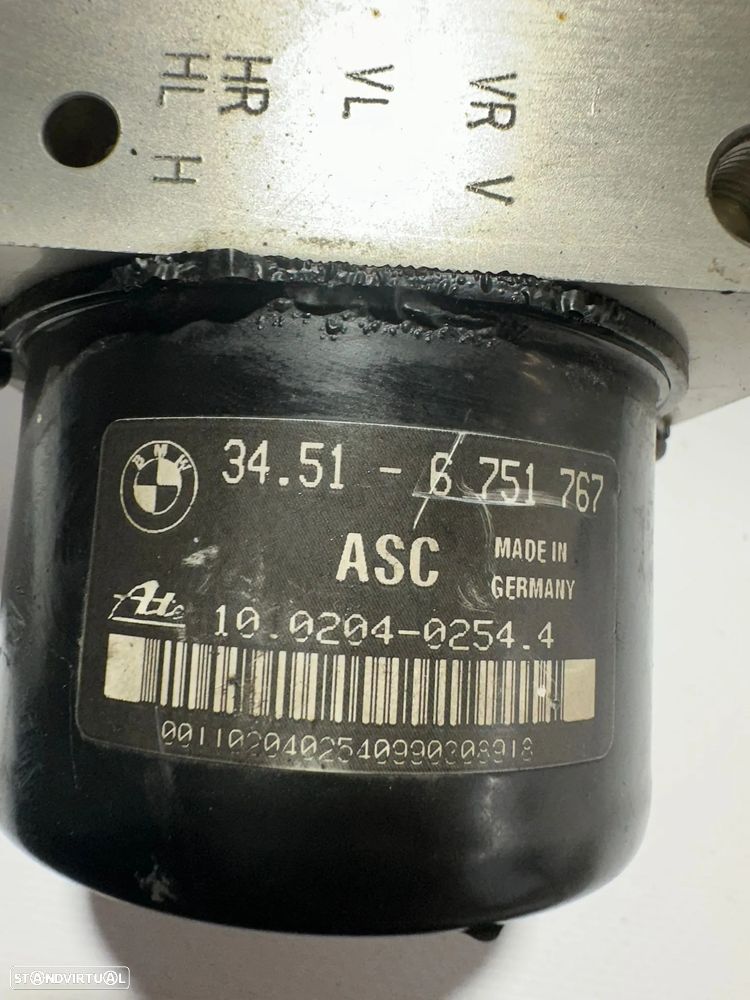 HL HR VL VR
H V
BMW
34.51 - 6 751 767
ASC
MADE IN
GERMANY
Ate
10.0204-0254.4
0011020402540990308918
STANDVIRTUAL